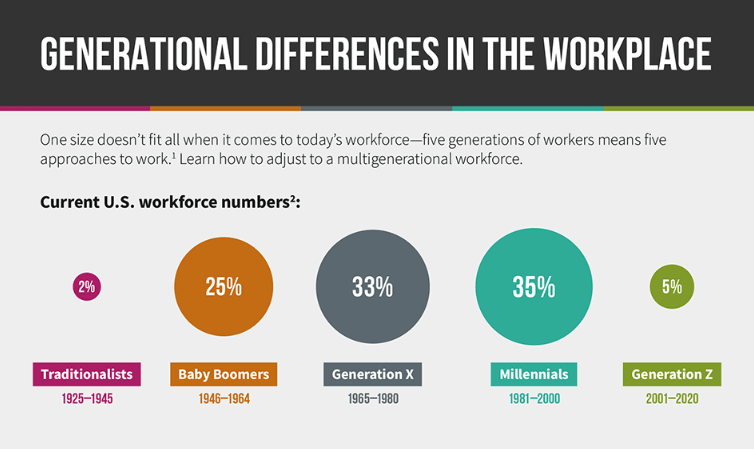 GENERATIONAL DIFFERENCES IN THE WORKPLACE
One size doesn’t fit all when it comes to today’s workforce—five generations of workers means five
approaches to work.¹ Learn how to adjust to a multigenerational workforce.
Current U.S. workforce numbers²:
2% 25% 33% 35% 5%
Traditionalists Baby Boomers Generation X Millennials Generation Z
1925–1945 1946–1964 1965–1980 1981–2000 2001–2020